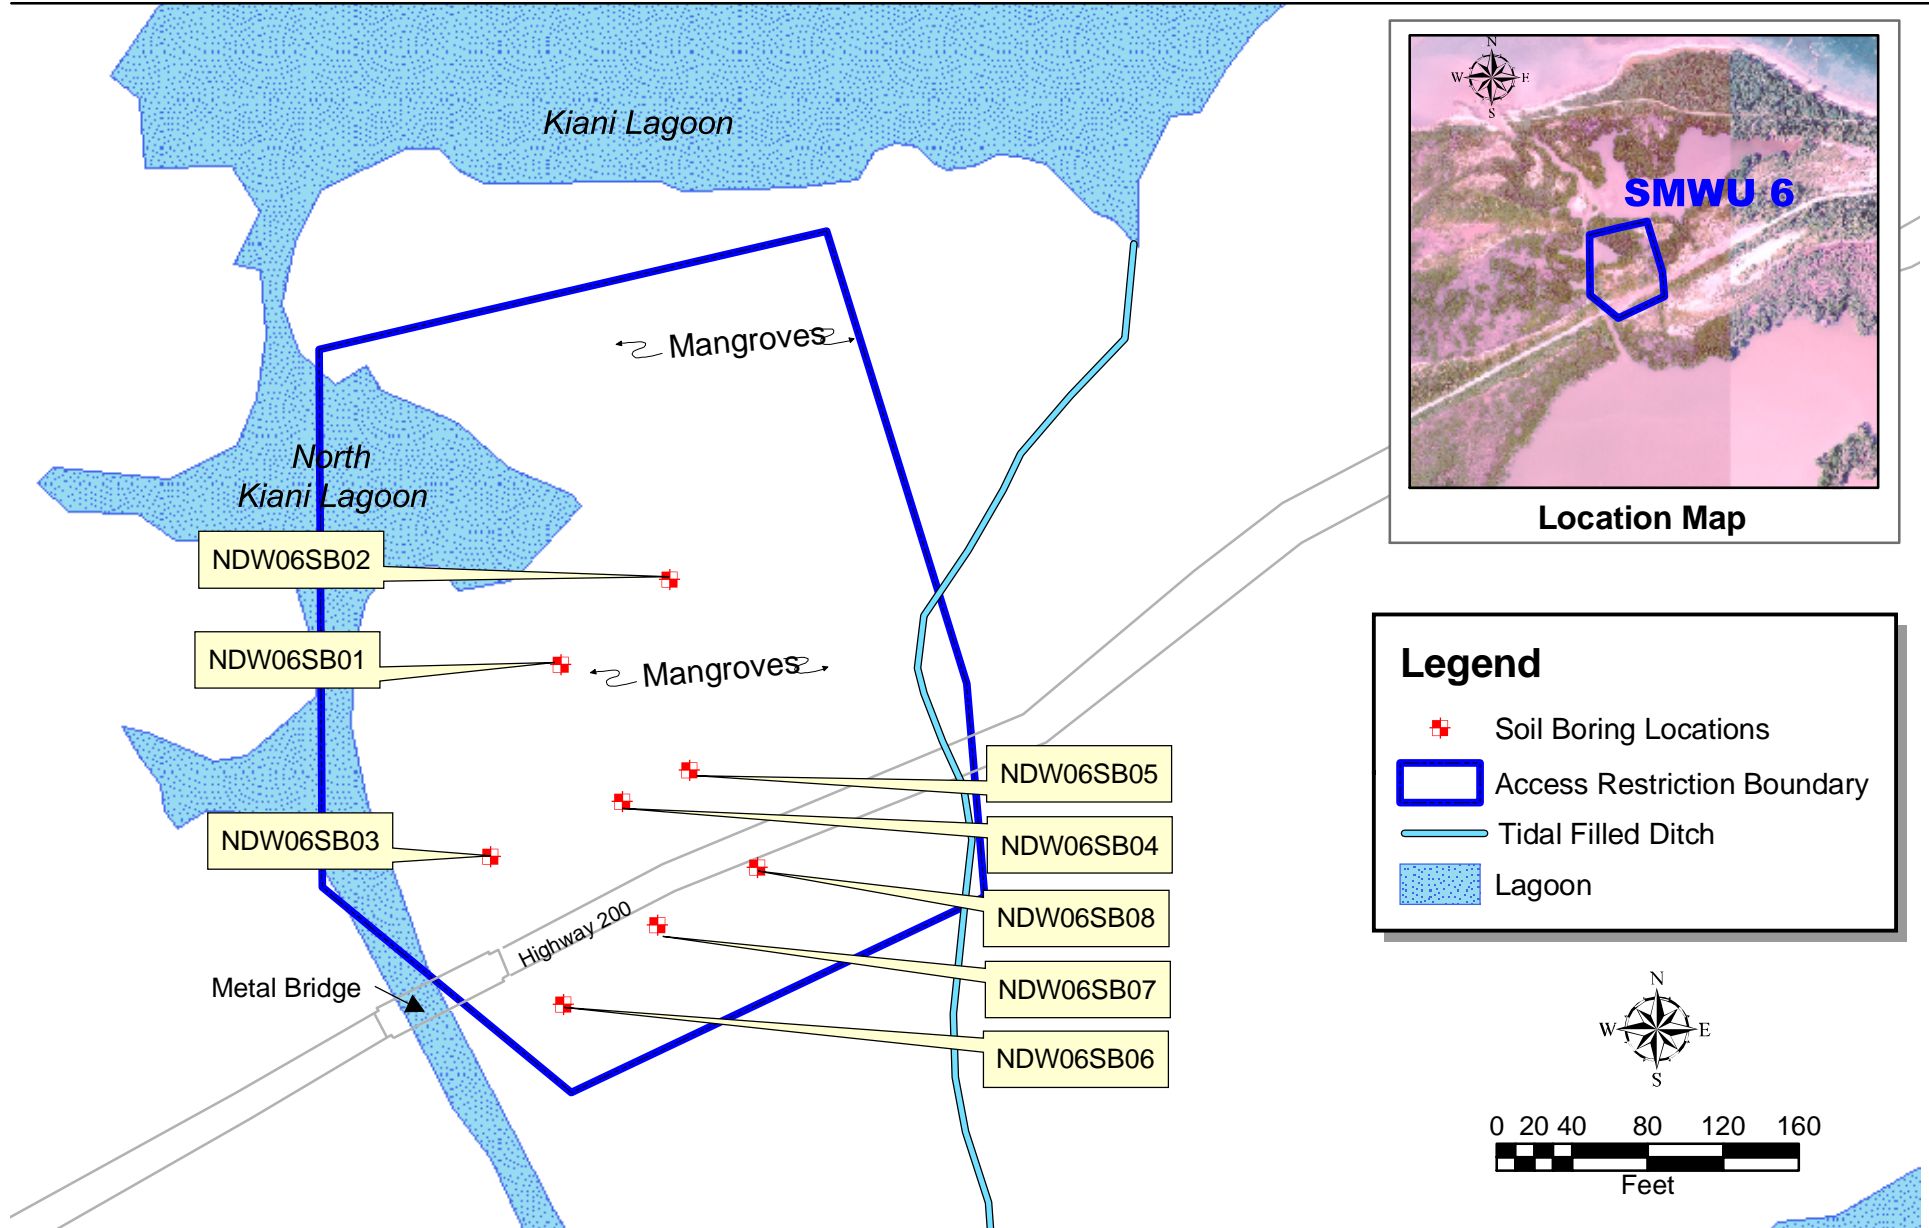 Kiani Lagoon
N
W
E
S
SMWU 6
Location Map
Mangroves
North
Kiani Lagoon
NDW06SB02
NDW06SB01
Mangroves
NDW06SB03
NDW06SB05
NDW06SB04
NDW06SB08
NDW06SB07
NDW06SB06
Highway 200
Metal Bridge
Legend
Soil Boring Locations
Access Restriction Boundary
Tidal Filled Ditch
Lagoon
N
W
E
S
0 20 40 80 120 160
Feet